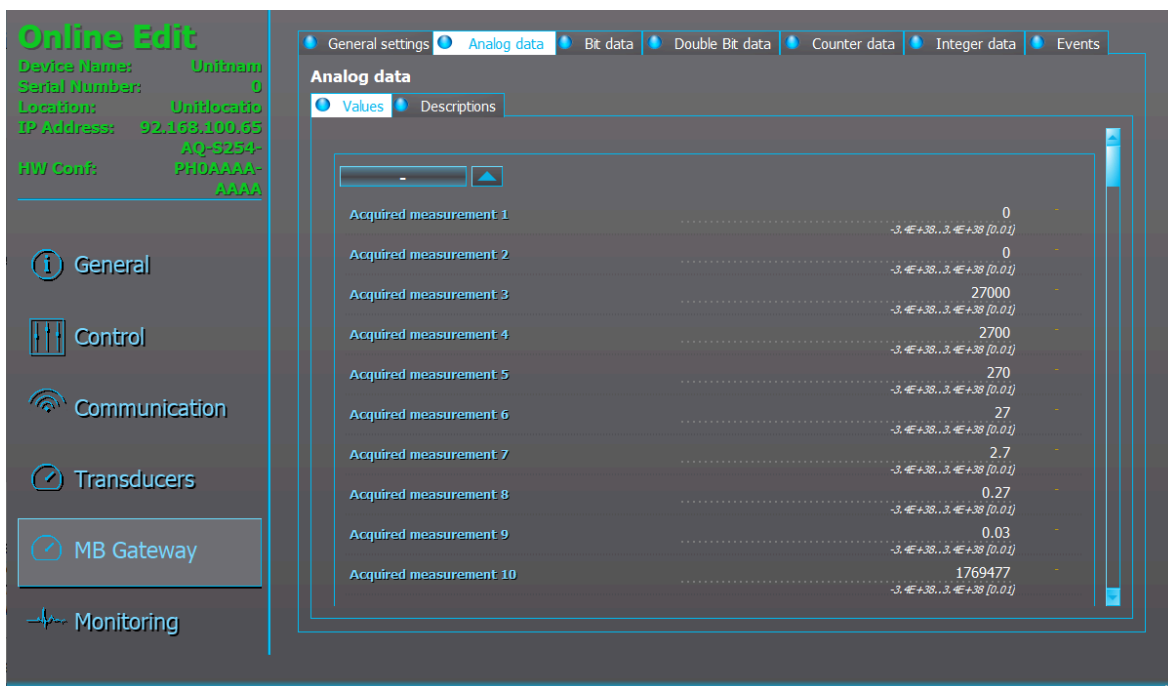 Online Edit
Device Name: Unitnam
Serial Number: 0
Location: Unitlocatio
IP Address: 92.168.100.65
HW Conf: AQ-S254-
PH0AAAA-
AAAA
General
Control
Communication
Transducers
MB Gateway
Monitoring
General settings Analog data Bit data Double Bit data Counter data Integer data Events
Analog data
Values Descriptions
-
Acquired measurement 1 0 -
-3.4E+38..3.4E+38 [0.01]
Acquired measurement 2 0 -
-3.4E+38..3.4E+38 [0.01]
Acquired measurement 3 27000 -
-3.4E+38..3.4E+38 [0.01]
Acquired measurement 4 2700 -
-3.4E+38..3.4E+38 [0.01]
Acquired measurement 5 270 -
-3.4E+38..3.4E+38 [0.01]
Acquired measurement 6 27 -
-3.4E+38..3.4E+38 [0.01]
Acquired measurement 7 2.7 -
-3.4E+38..3.4E+38 [0.01]
Acquired measurement 8 0.27 -
-3.4E+38..3.4E+38 [0.01]
Acquired measurement 9 0.03 -
-3.4E+38..3.4E+38 [0.01]
Acquired measurement 10 1769477 -
-3.4E+38..3.4E+38 [0.01]